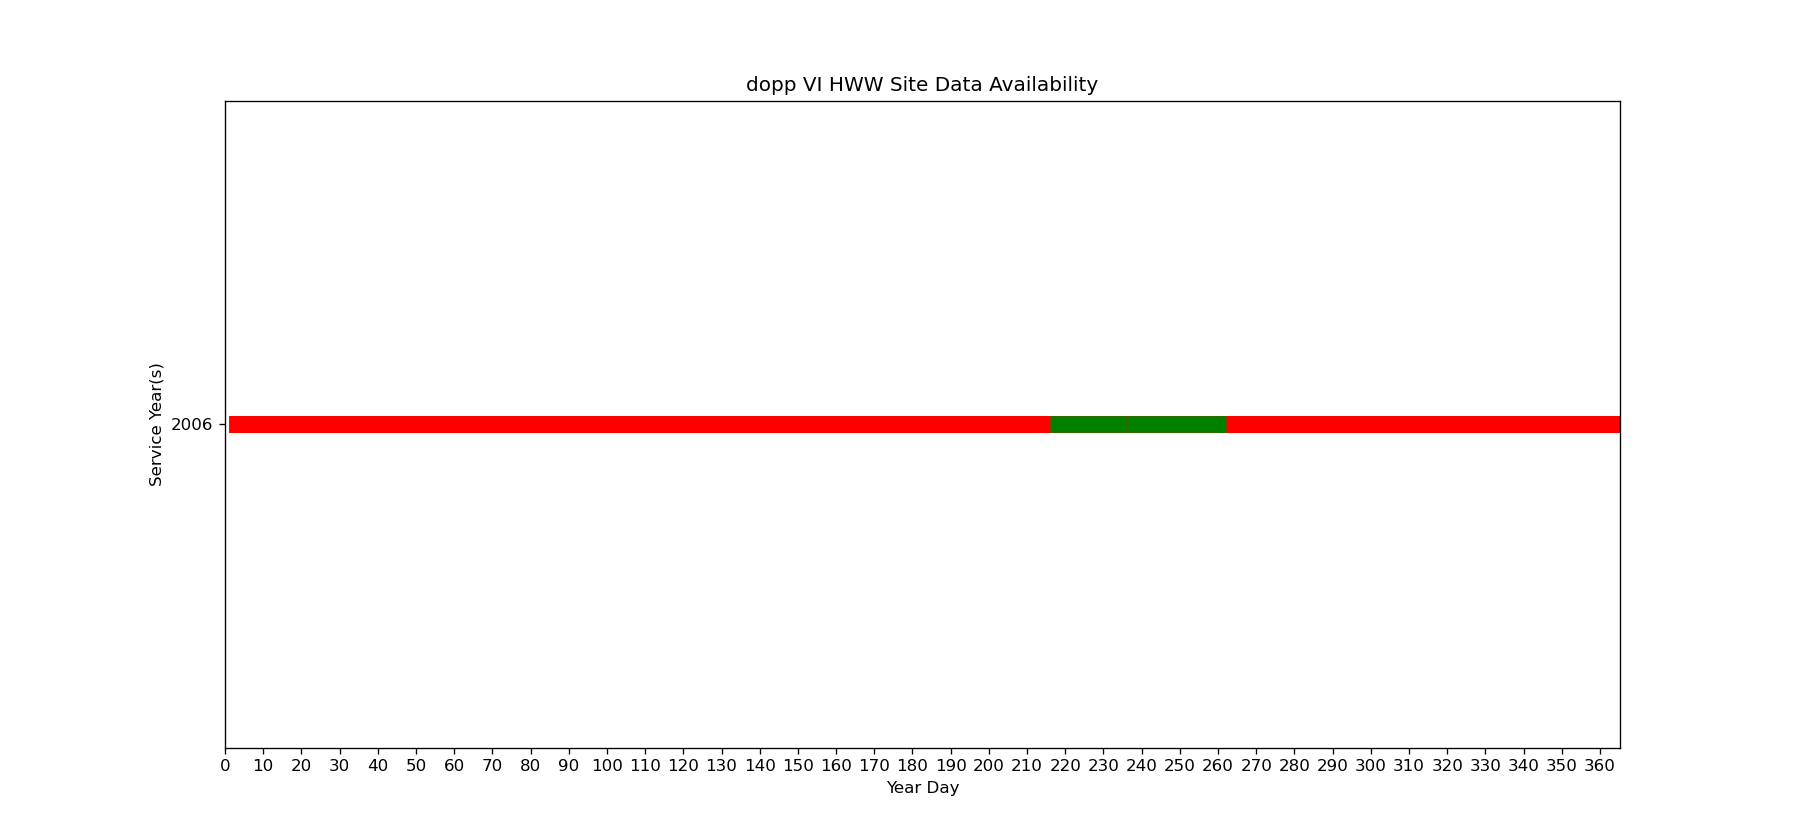 dopp VI HWW Site Data Availability
Service Year(s)
2006
0 10 20 30 40 50 60 70 80 90 100 110 120 130 140 150 160 170 180 190 200 210 220 230 240 250 260 270 280 290 300 310 320 330 340 350 360
Year Day